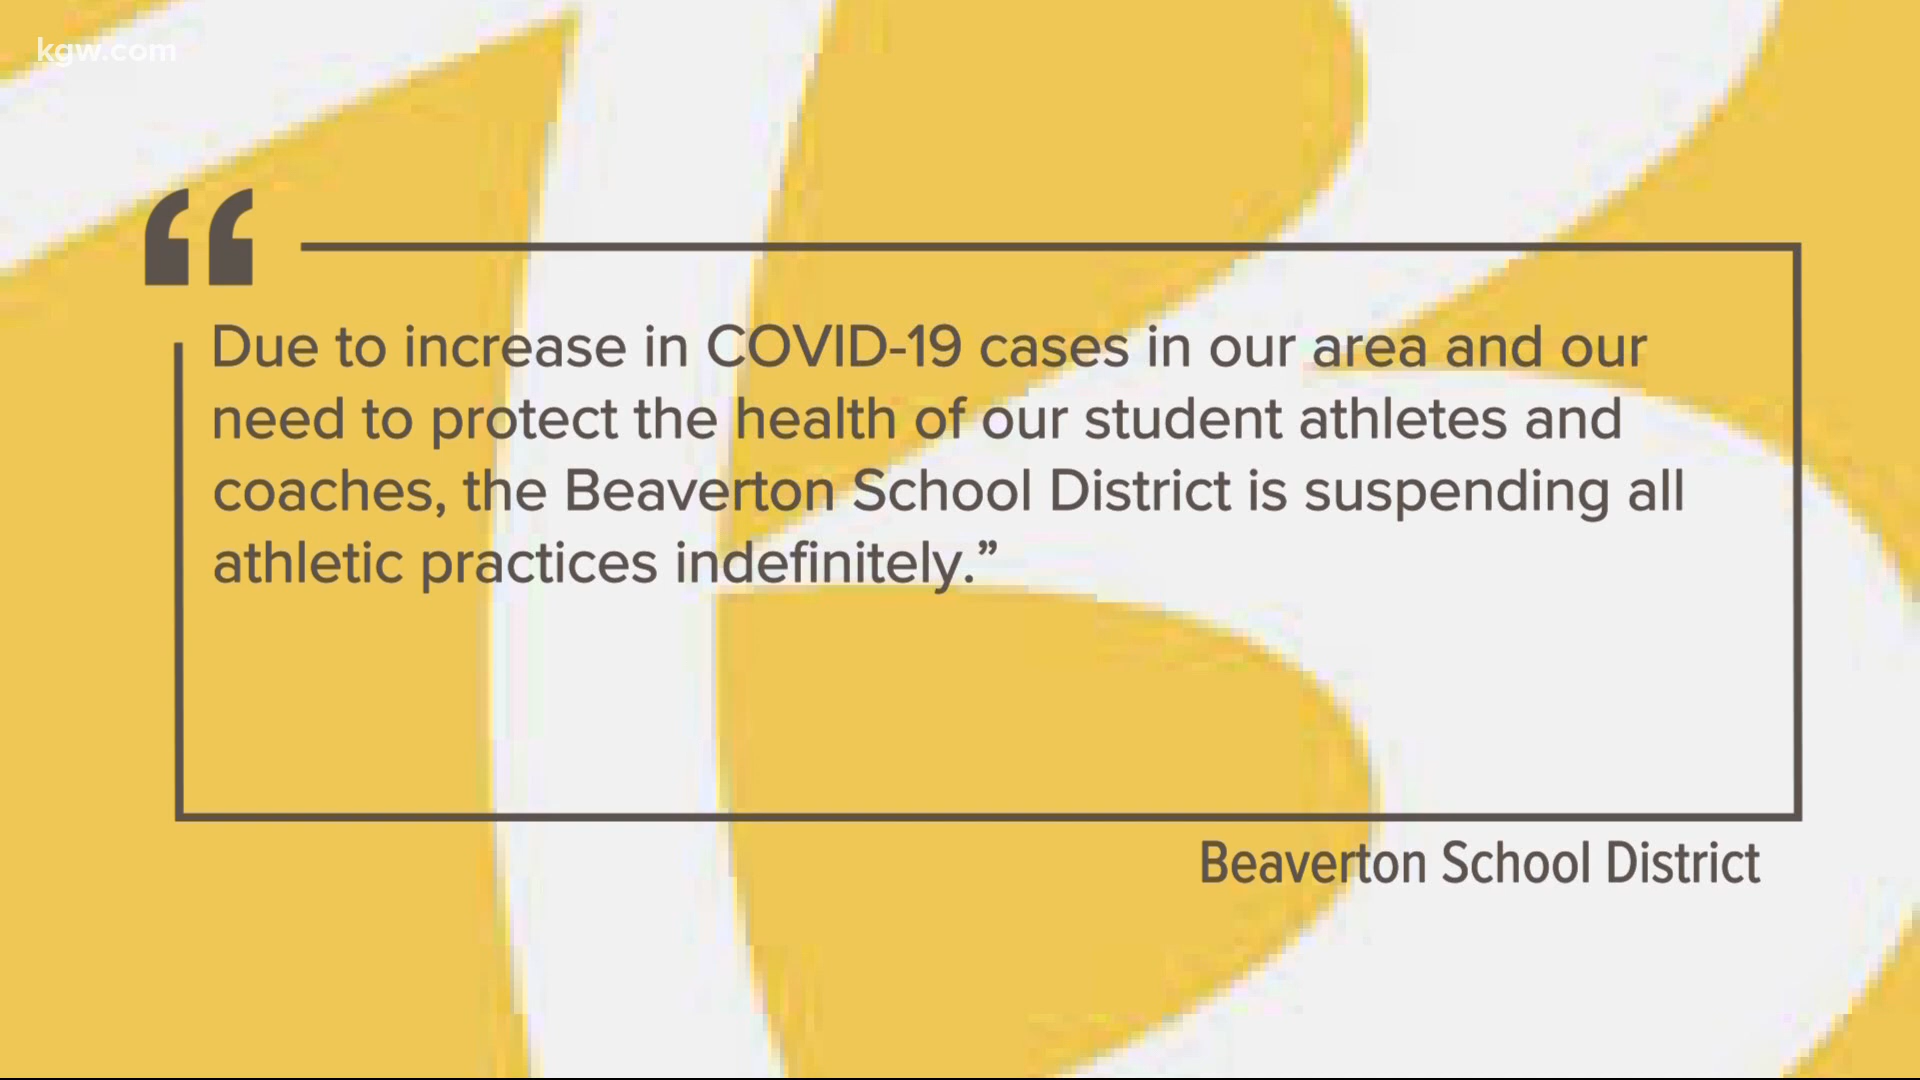 kgw.com
“
Due to increase in COVID-19 cases in our area and our
need to protect the health of our student athletes and
coaches, the Beaverton School District is suspending all
athletic practices indefinitely.”
Beaverton School District